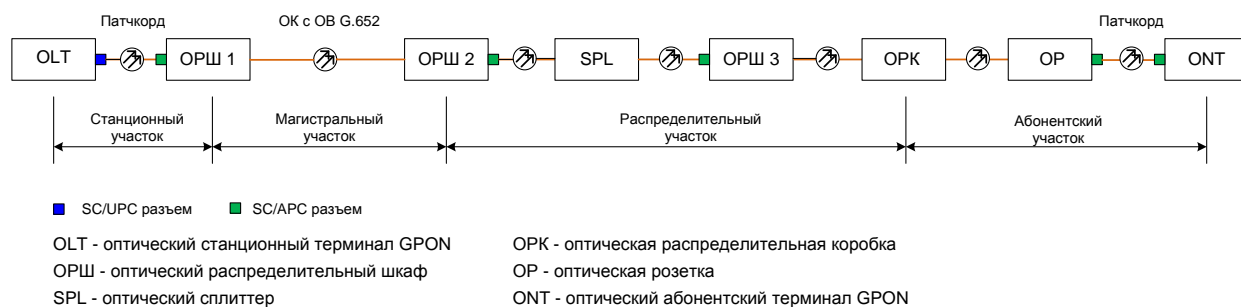 Патчкорд
ОК с ОВ G.652
Патчкорд
OLT
ОРШ 1
ОРШ 2
SPL
ОРШ 3
ОРК
ОР
ONT
Станционный
участок
Магистральный
участок
Распределительный
участок
Абонентский
участок
SC/UPC разъем
SC/APC разъем
OLT - оптический станционный терминал GPON
ОРШ - оптический распределительный шкаф
SPL - оптический сплиттер
ОРК - оптическая распределительная коробка
ОР - оптическая розетка
ONT - оптический абонентский терминал GPON